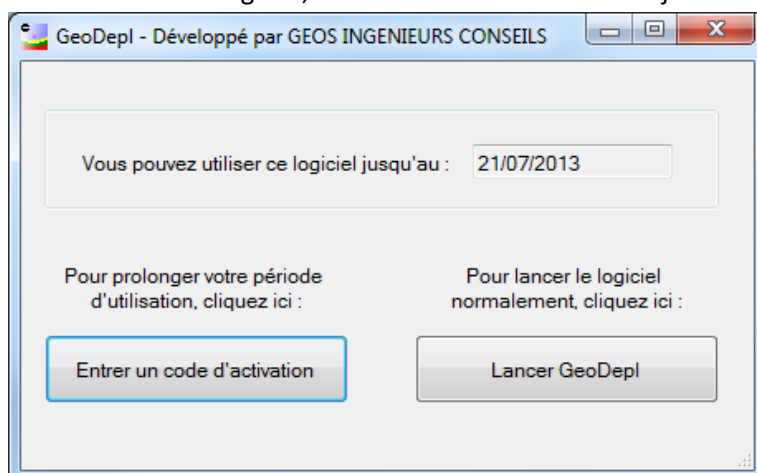 GeoDepl - Développé par GEOS INGENIEURS CONSEILS
Vous pouvez utiliser ce logiciel jusqu'au : 21/07/2013
Pour prolonger votre période
d'utilisation, cliquez ici :
Pour lancer le logiciel
normalement, cliquez ici :
Entrer un code d'activation
Lancer GeoDepl